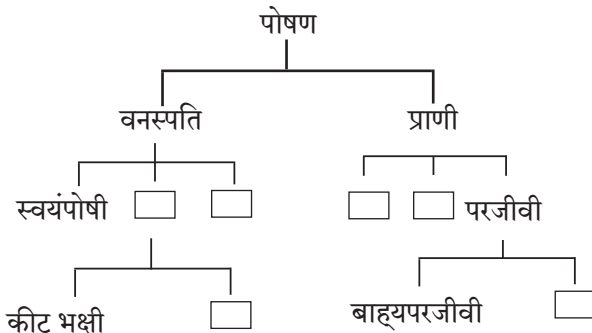 पोषण
वनस्पति प्राणी
स्वयंपोषी परजीवी
कीट भक्षी बाह्यपरजीवी